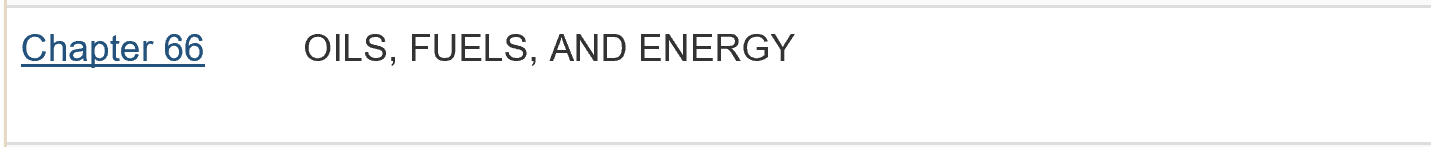 Chapter 66 OILS, FUELS, AND ENERGY